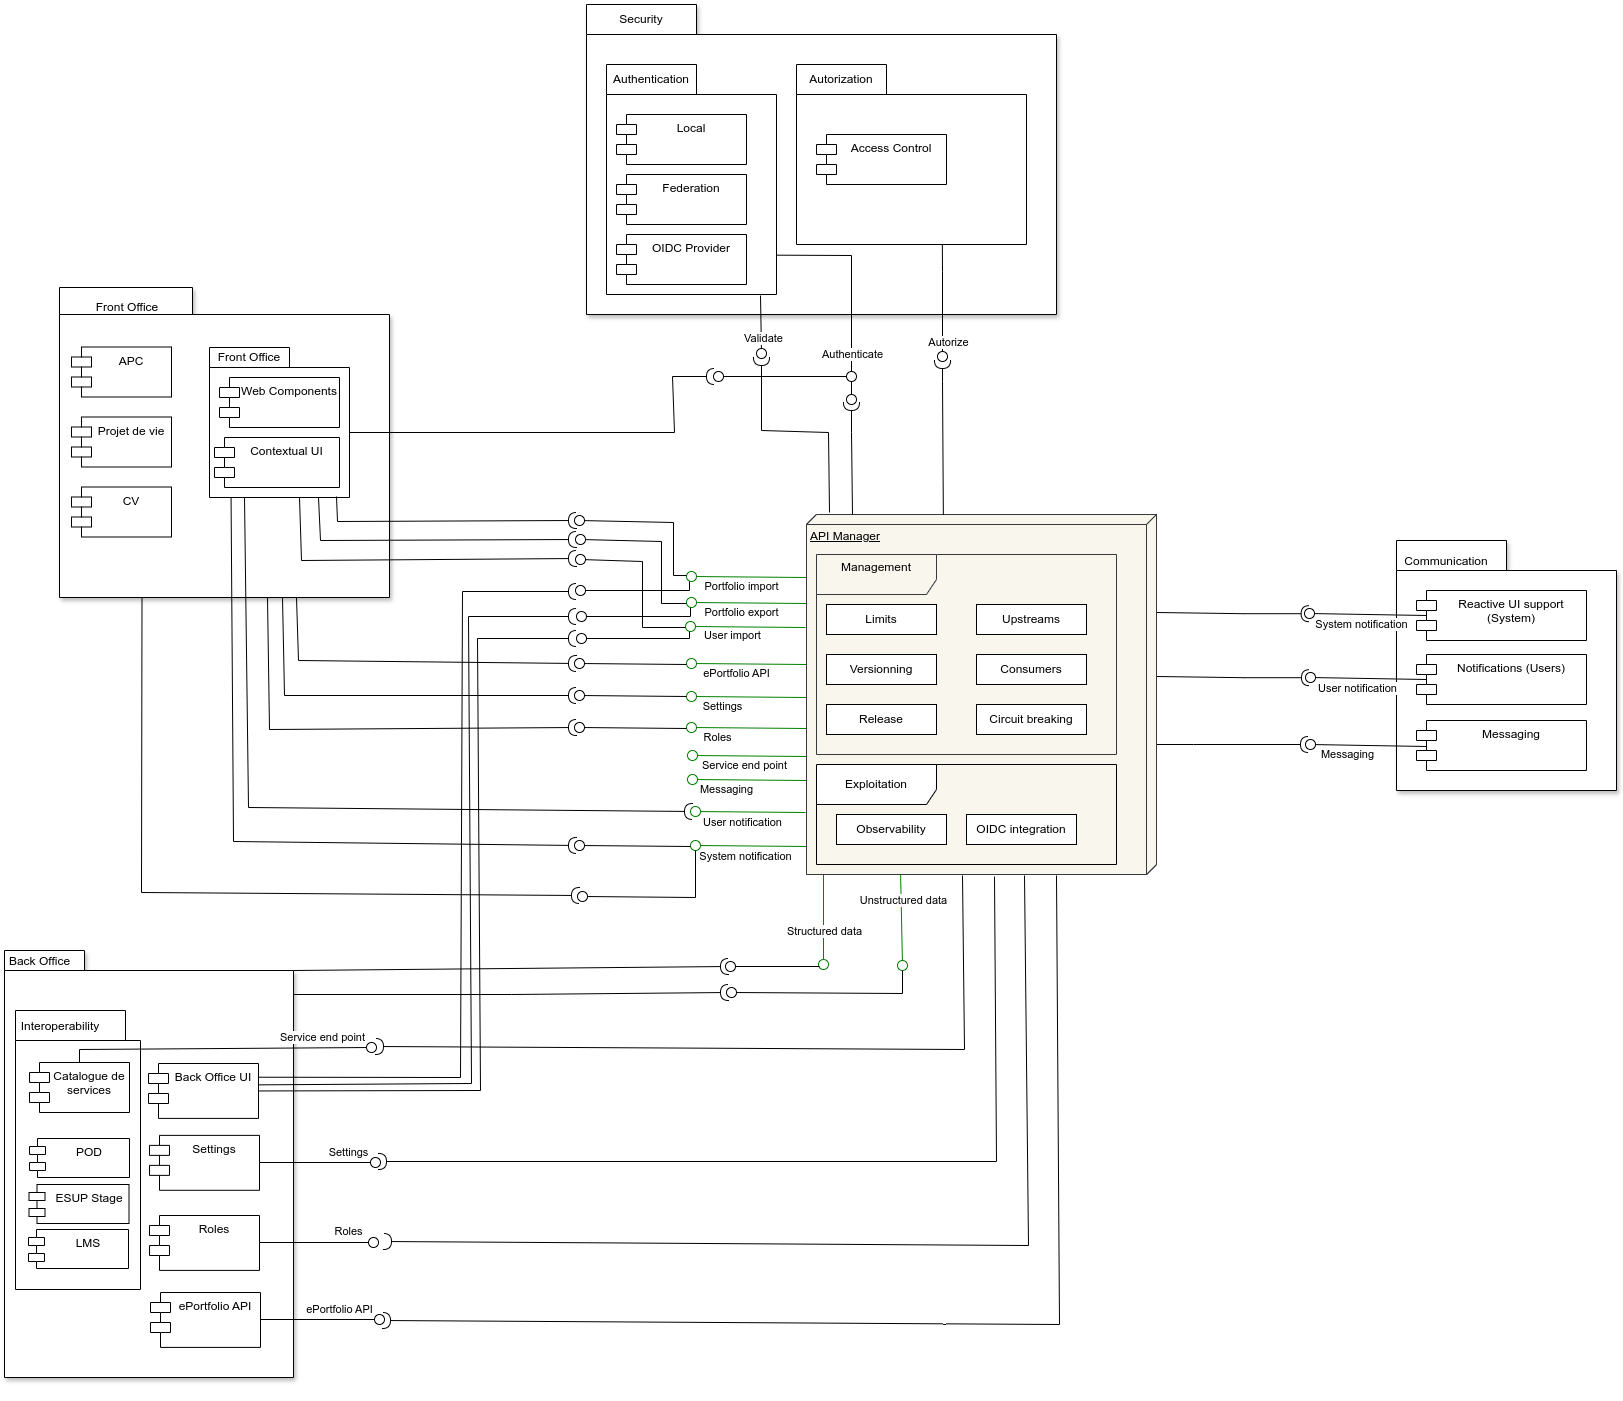 Security
Authentication
Autorization
Local
Access Control
Federation
OIDC Provider
Validate
Authenticate
Autorize
Front Office
APC
Front Office
Web Components
Projet de vie
Contextual UI
CV
API Manager
Management
Limits
Upstreams
Versionning
Consumers
Release
Circuit breaking
Exploitation
Observability
OIDC integration
Portfolio import
Portfolio export
User import
ePortfolio API
Settings
Roles
Service end point
Messaging
User notification
System notification
Communication
Reactive UI support
(System)
System notification
Notifications (Users)
User notification
Messaging
Messaging
Unstructured data
Structured data
Back Office
Interoperability
Service end point
Catalogue de
services
Back Office UI
POD
Settings
Settings
ESUP Stage
Roles
Roles
LMS
ePortfolio API
ePortfolio API